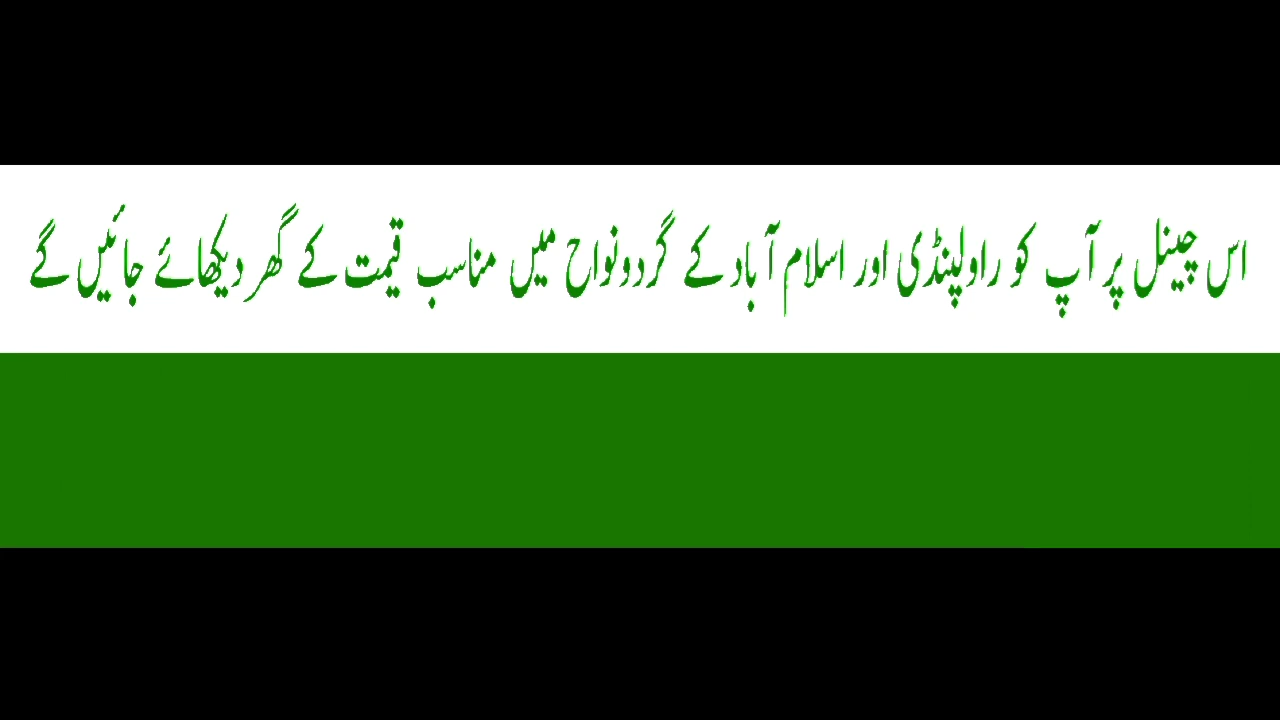 اس چینل پر آپ کو راولپنڈی اور اسلام آباد کے گردونواح میں مناسب قیمت کے گھر دیکھائے جائیں گے